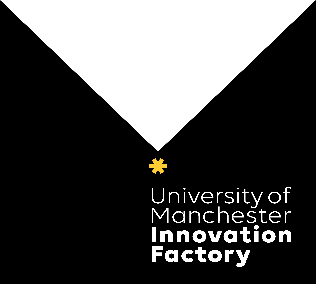 University of
Manchester
Innovation
Factory